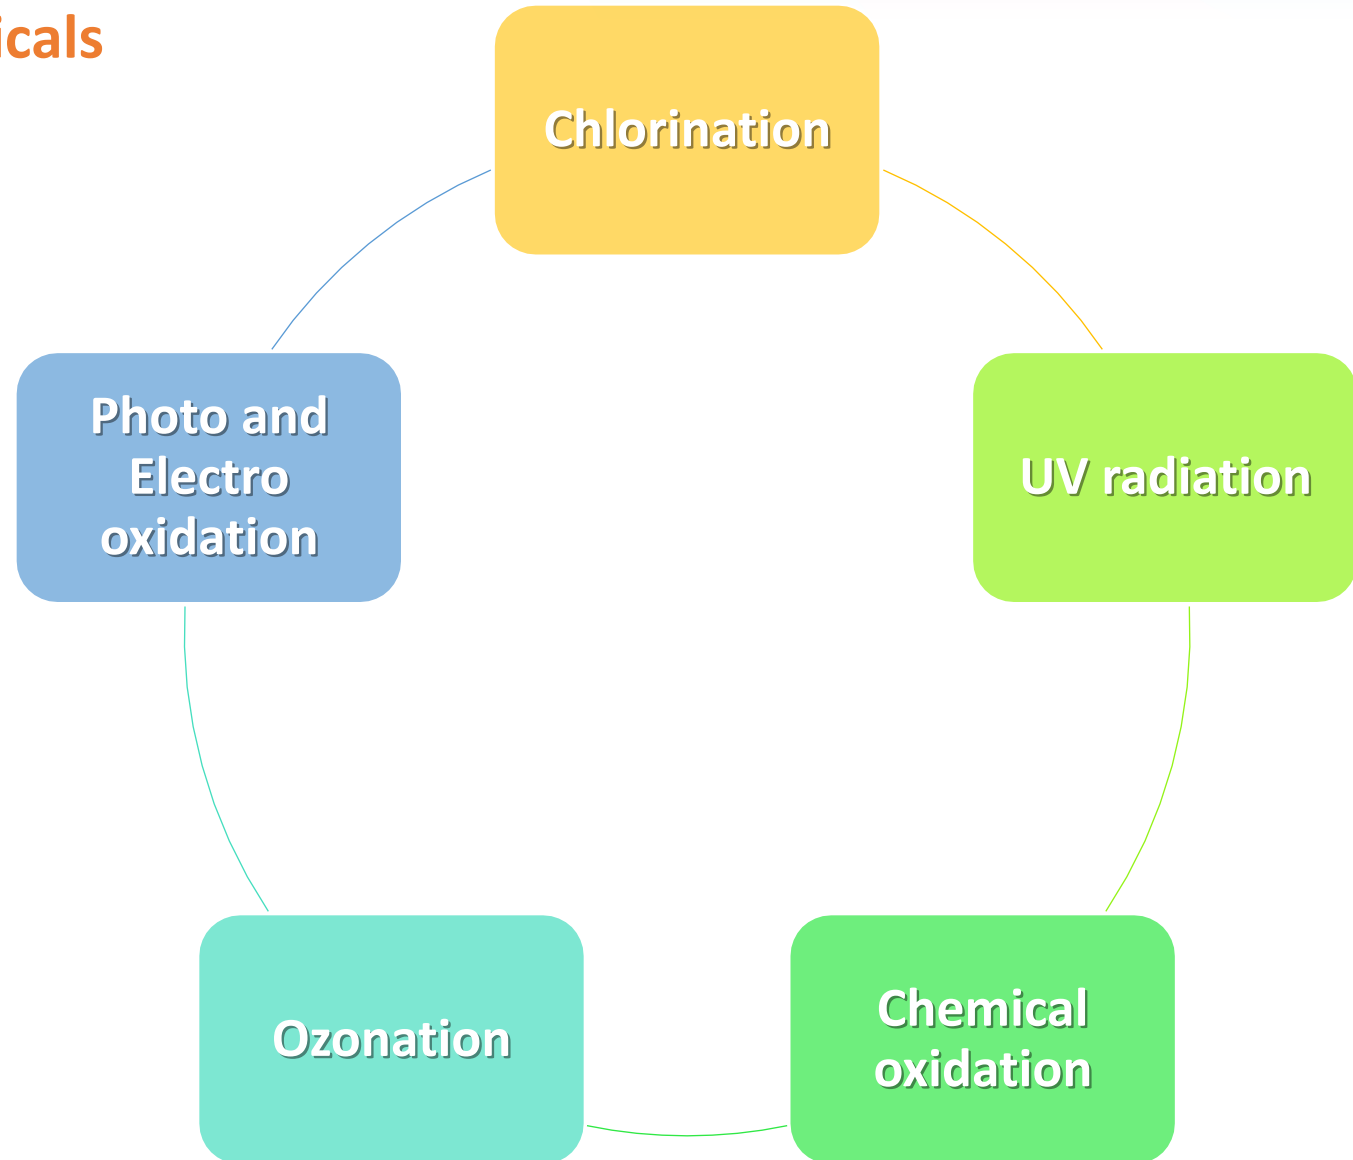 icals
Chlorination
Photo and
Electro
oxidation
UV radiation
Ozonation
Chemical
oxidation